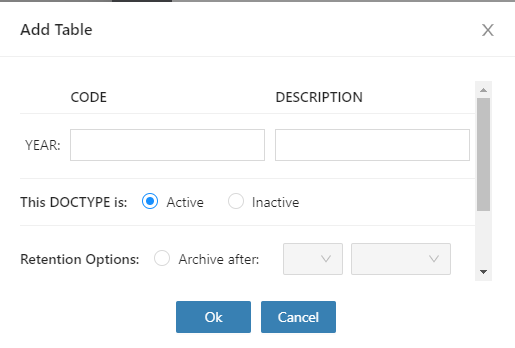 Add Table
CODE DESCRIPTION
YEAR:
This DOCTYPE is: Active Inactive
Retention Options: Archive after:
Ok Cancel